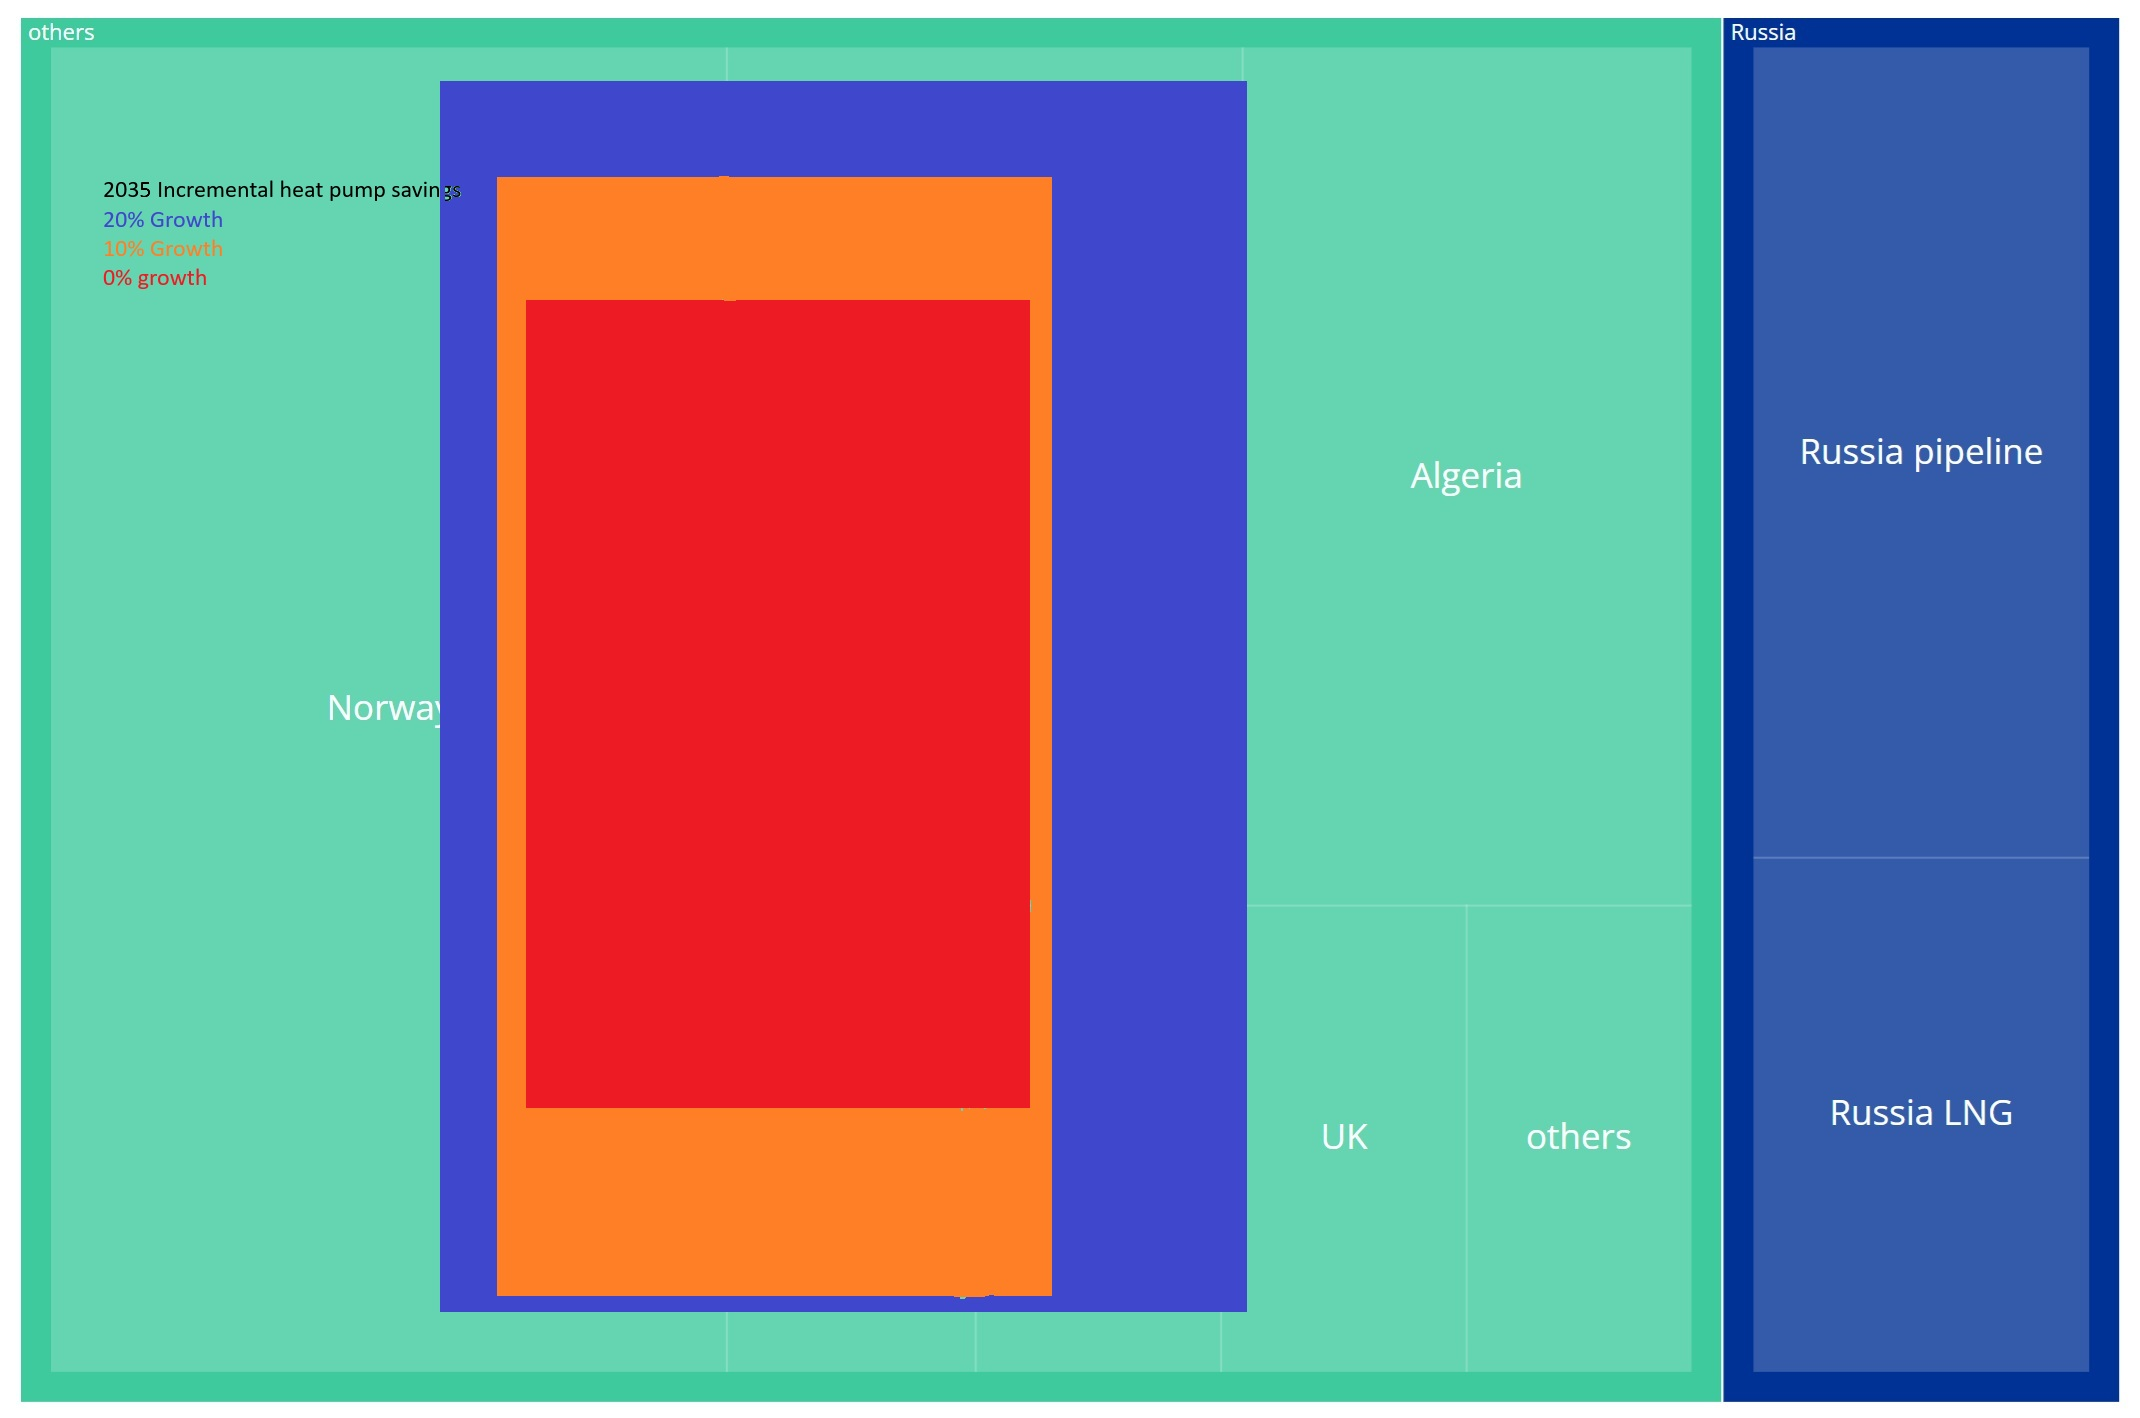 others
Russia
2035 Incremental heat pump savings
20% Growth
10% Growth
0% growth
Russia pipeline
Algeria
Norway
Russia LNG
UK
others